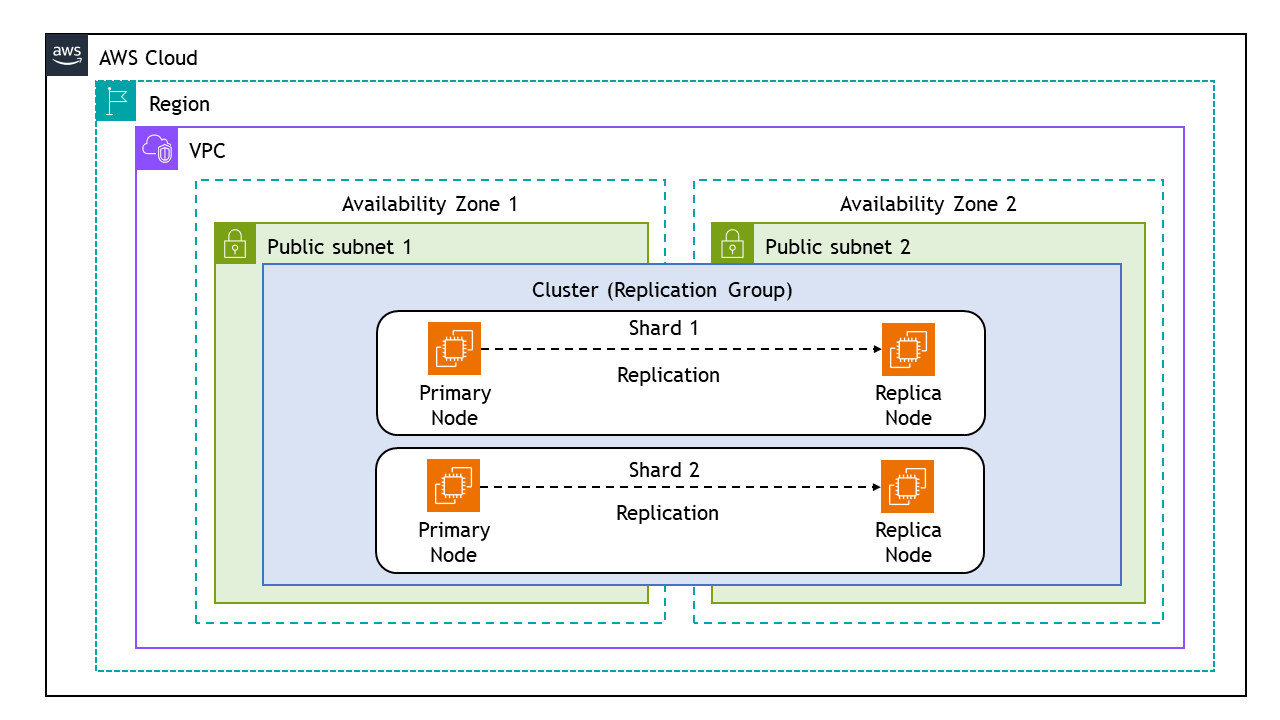 aws
AWS Cloud
Region
VPC
Availability Zone 1
Availability Zone 2
Public subnet 1
Public subnet 2
Cluster (Replication Group)
Shard 1
Replication
Primary
Node
Replica
Node
Shard 2
Replication
Primary
Node
Replica
Node